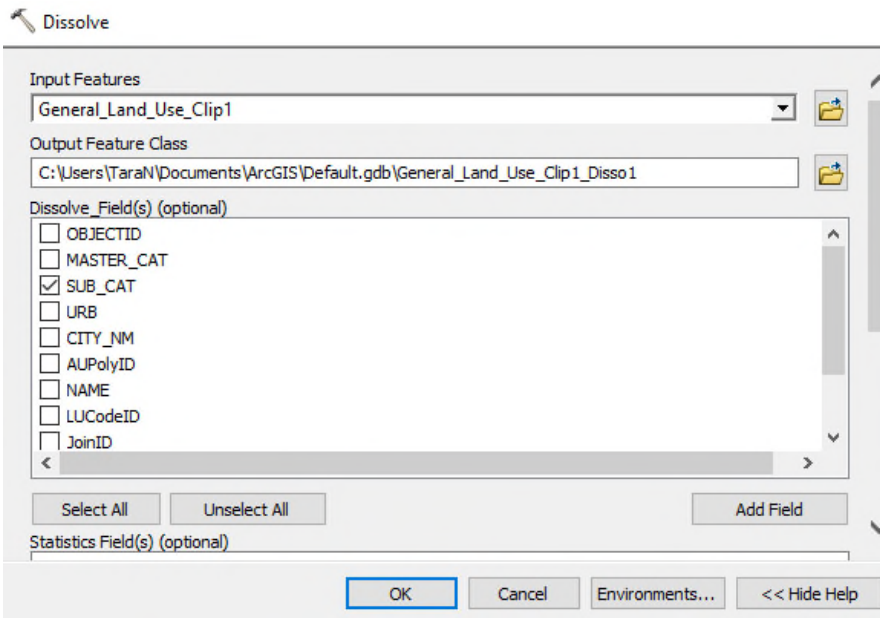 Dissolve
Input Features
General_Land_Use_Clip1
Output Feature Class
C:\Users\TaraN\Documents\ArcGIS\Default.gdb\General_Land_Use_Clip1_Disso1
Dissolve_Field(s) (optional)
OBJECTID
MASTER_CAT
SUB_CAT
URB
CITY_NM
AUPolyID
NAME
LUCodeID
JoinID
Select All Unselect All Add Field
Statistics Field(s) (optional)
OK Cancel Environments... << Hide Help